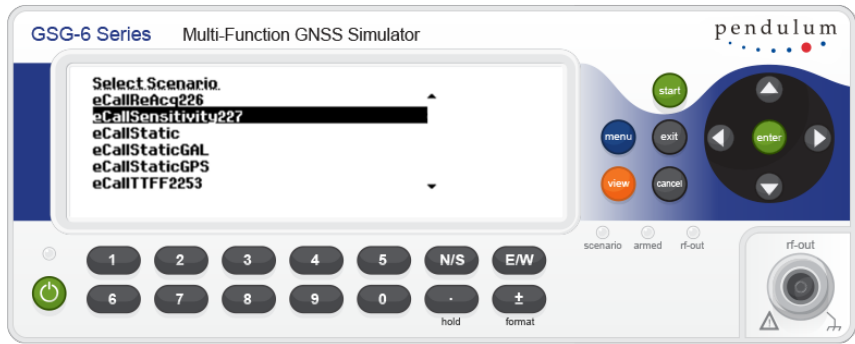 GSG-6 Series Multi-Function GNSS Simulator
pendulum
Select Scenario
eCallReAcq226
eCallSensitivity227
eCallStatic
eCallStaticGAL
eCallStaticGPS
eCallTTFF2253
start
menu
exit
enter
view
cancel
scenario armed rf-out
rf-out
1 2 3 4 5 N/S E/W
6 7 8 9 0 . ±
hold format